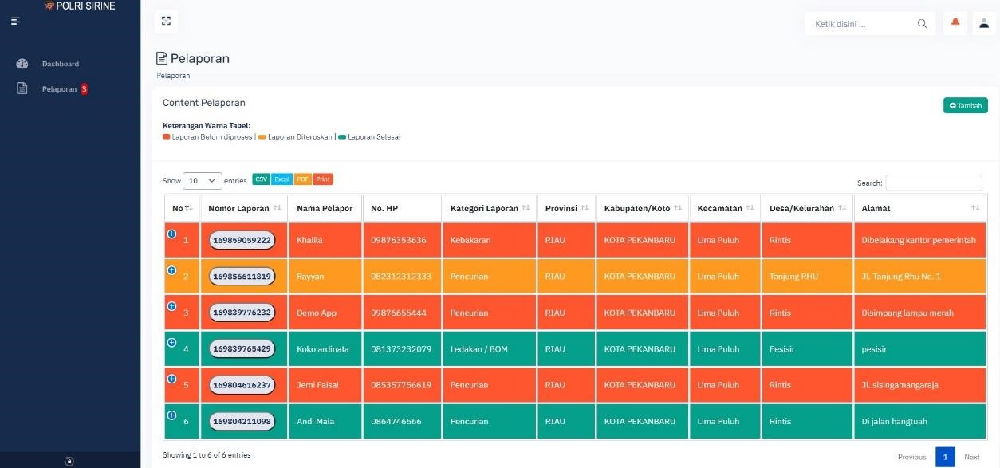 POLRI SIRINE
Ketik disini ...
Dashboard
Pelaporan 3
Pelaporan
Pelaporan
Content Pelaporan
Tambah
Keterangan Warna Tabel:
Laporan Belum diproses | Laporan Diteruskan | Laporan Selesai
Show 10 entries CSV Excel PDF Print
Search:
No Nomor Laporan Nama Pelapor No. HP Kategori Laporan Provinsi Kabupaten/Koto Kecamatan Desa/Kelurahan Alamat
1 169859059222 Khalila 09876353636 Kebakaran RIAU KOTA PEKANBARU Lima Puluh Rintis Dibelakang kantor pemerintah
2 169856611819 Rayyan 082312312333 Pencurian RIAU KOTA PEKANBARU Lima Puluh Tanjung RHU Jl. Tanjung Rhu No. 1
3 169839776232 Demo App 09876655444 Pencurian RIAU KOTA PEKANBARU Lima Puluh Rintis Disimpang lampu merah
4 169839765429 Koko ardinata 081373232079 Ledakan / BOM RIAU KOTA PEKANBARU Lima Puluh Pesisir pesisir
5 169804616237 Jemi Faisal 085357756619 Pencurian RIAU KOTA PEKANBARU Lima Puluh Rintis Jl. sisingamangaraja
6 169804211098 Andi Mala 0864746566 Pencurian RIAU KOTA PEKANBARU Lima Puluh Rintis Di jalan hangtuah
Showing 1 to 6 of 6 entries
Previous 1 Next